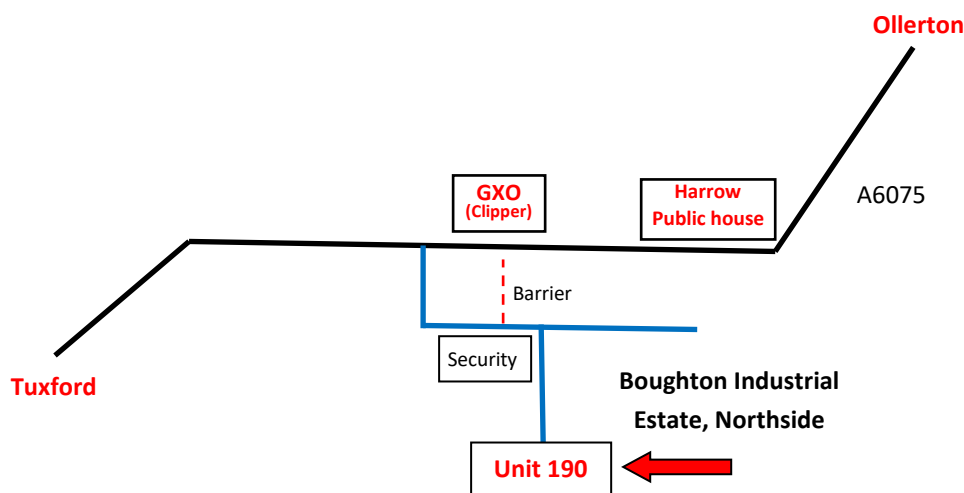 Ollerton
GXO
(Clipper)
Harrow
Public house
A6075
Barrier
Security
Tuxford
Boughton Industrial
Estate, Northside
Unit 190